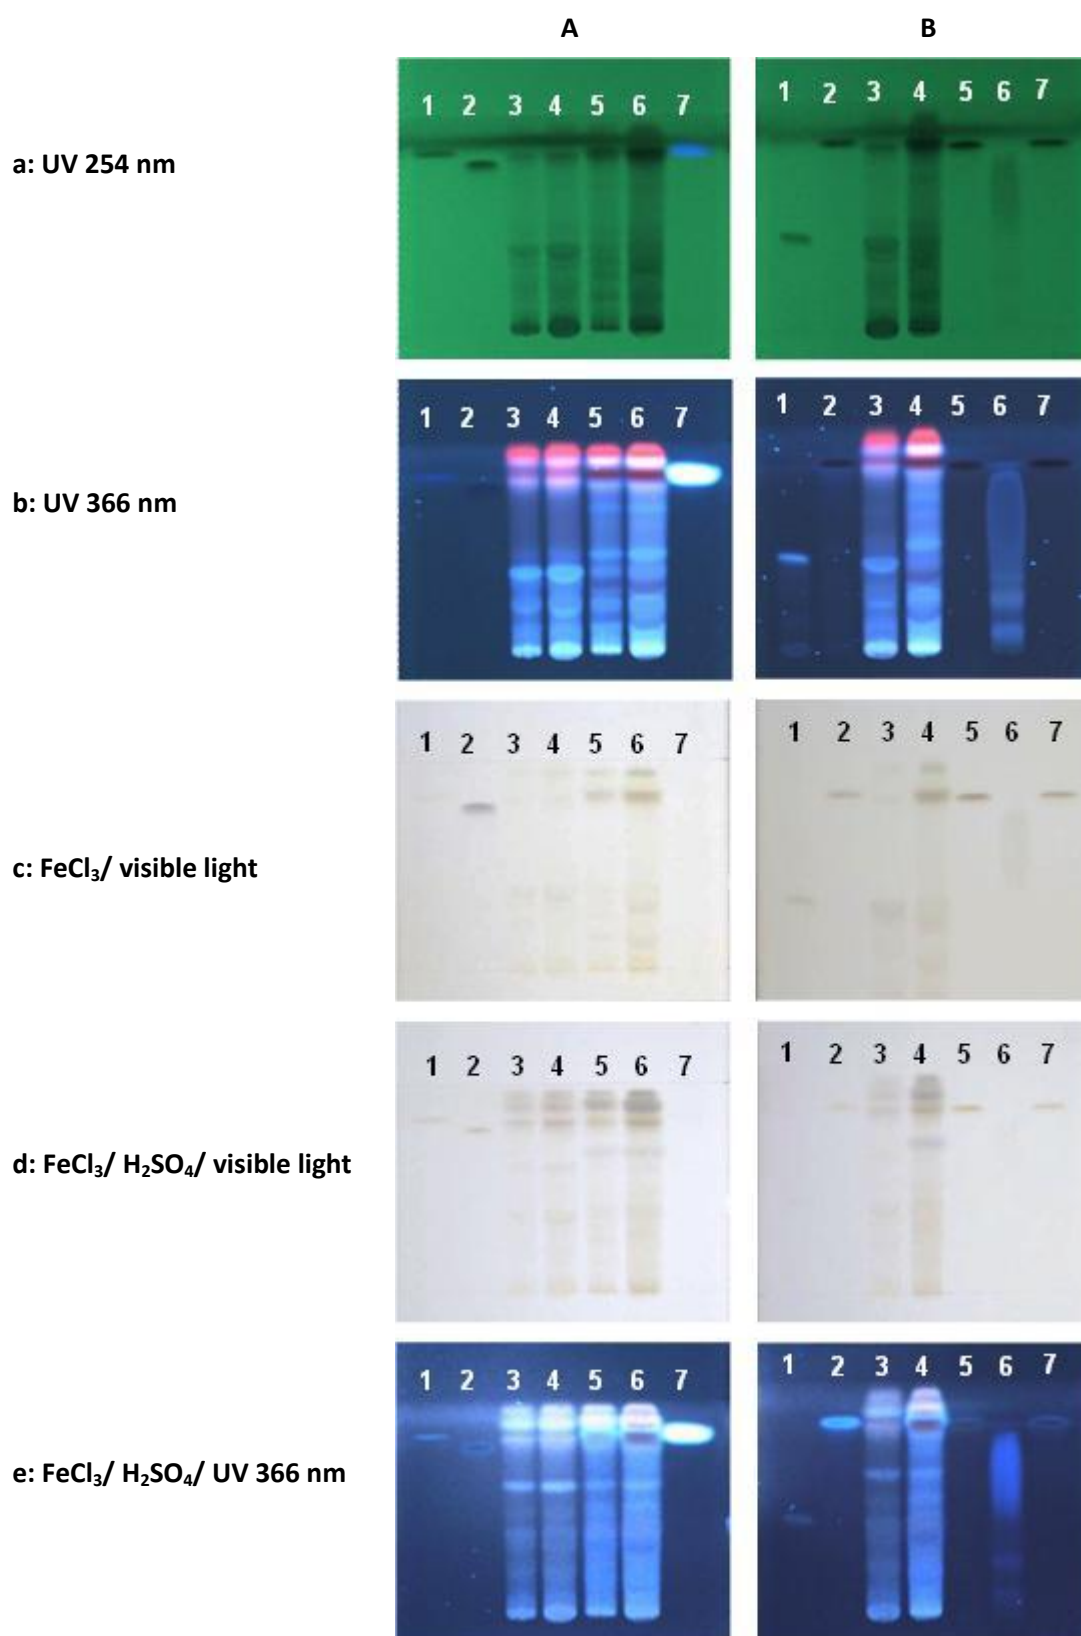 A B
1 2 3 4 5 6 7 1 2 3 4 5 6 7
a: UV 254 nm
1 2 3 4 5 6 7 1 2 3 4 5 6 7
b: UV 366 nm
1 2 3 4 5 6 7 1 2 3 4 5 6 7
c: FeCl₃/ visible light
1 2 3 4 5 6 7 1 2 3 4 5 6 7
d: FeCl₃/ H₂SO₄/ visible light
1 2 3 4 5 6 7 1 2 3 4 5 6 7
e: FeCl₃/ H₂SO₄/ UV 366 nm